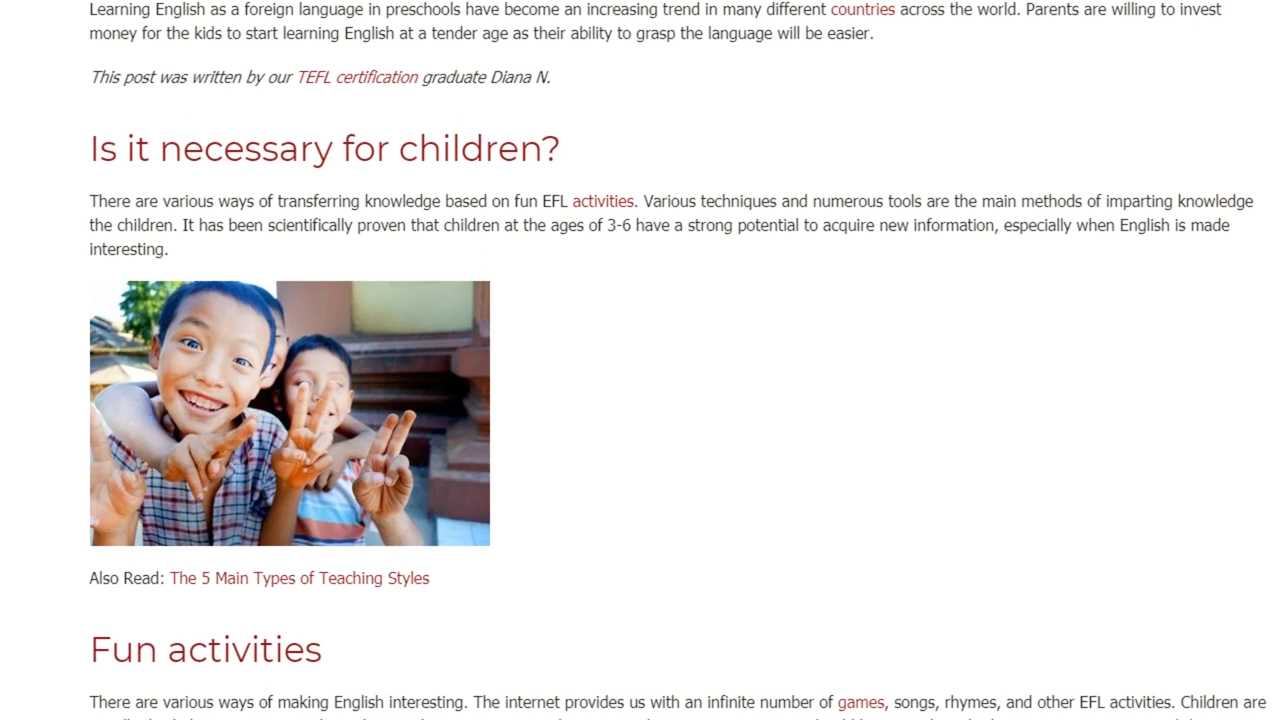 Learning English as a foreign language in preschools have become an increasing trend in many different countries across the world. Parents are willing to invest
money for the kids to start learning English at a tender age as their ability to grasp the language will be easier.
This post was written by our TEFL certification graduate Diana N.
Is it necessary for children?
There are various ways of transferring knowledge based on fun EFL activities. Various techniques and numerous tools are the main methods of imparting knowledge
the children. It has been scientifically proven that children at the ages of 3-6 have a strong potential to acquire new information, especially when English is made
interesting.
Also Read: The 5 Main Types of Teaching Styles
Fun activities
There are various ways of making English interesting. The internet provides us with an infinite number of games, songs, rhymes, and other EFL activities. Children are